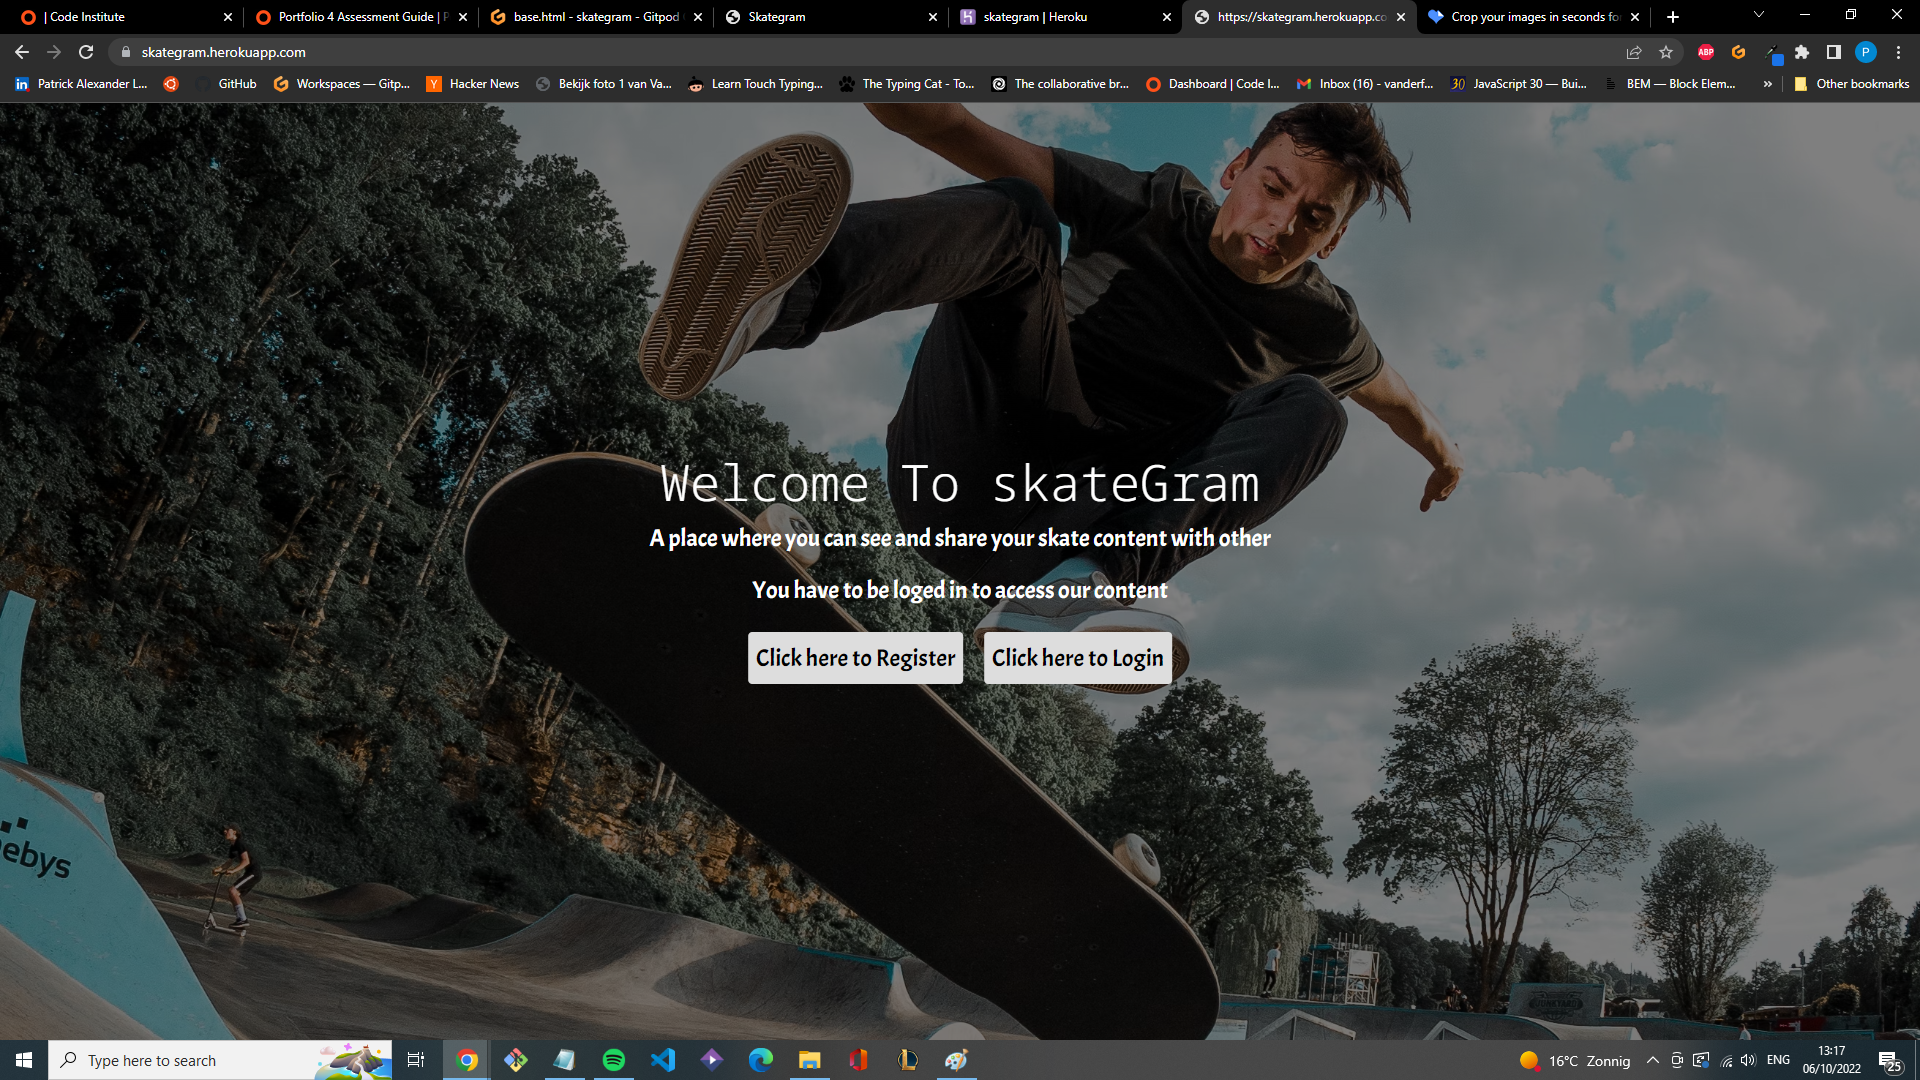 | Code Institute
Portfolio 4 Assessment Guide | P
base.html - skategram - Gitpod
Skategram
skategram | Heroku
https://skategram.herokuapp.co
Crop your images in seconds fo
skategram.herokuapp.com
ABP
P
Patrick Alexander L...
GitHub
Workspaces — Gitp...
Hacker News
Bekijk foto 1 van Va...
Learn Touch Typing...
The Typing Cat - To...
The collaborative br...
Dashboard | Code I...
Inbox (16) - vanderf...
30
JavaScript 30 — Bui...
BEM — Block Elem...
»
Other bookmarks
Welcome To skateGram
A place where you can see and share your skate content with other
You have to be loged in to access our content
Click here to Register
Click here to Login
ebys
Type here to search
16°C Zonnig
ENG
13:17
06/10/2022
25